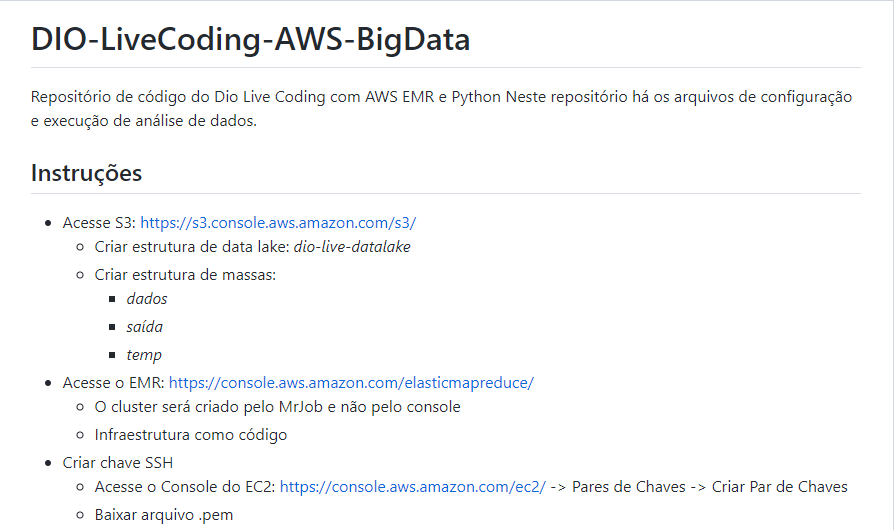 DIO-LiveCoding-AWS-BigData
Repositório de código do Dio Live Coding com AWS EMR e Python Neste repositório há os arquivos de configuração
e execução de análise de dados.
Instruções
Acesse S3: https://s3.console.aws.amazon.com/s3/
Criar estrutura de data lake: dio-live-datalake
Criar estrutura de massas:
dados
saída
temp
Acesse o EMR: https://console.aws.amazon.com/elasticmapreduce/
O cluster será criado pelo MrJob e não pelo console
Infraestrutura como código
Criar chave SSH
Acesse o Console do EC2: https://console.aws.amazon.com/ec2/ -> Pares de Chaves -> Criar Par de Chaves
Baixar arquivo .pem